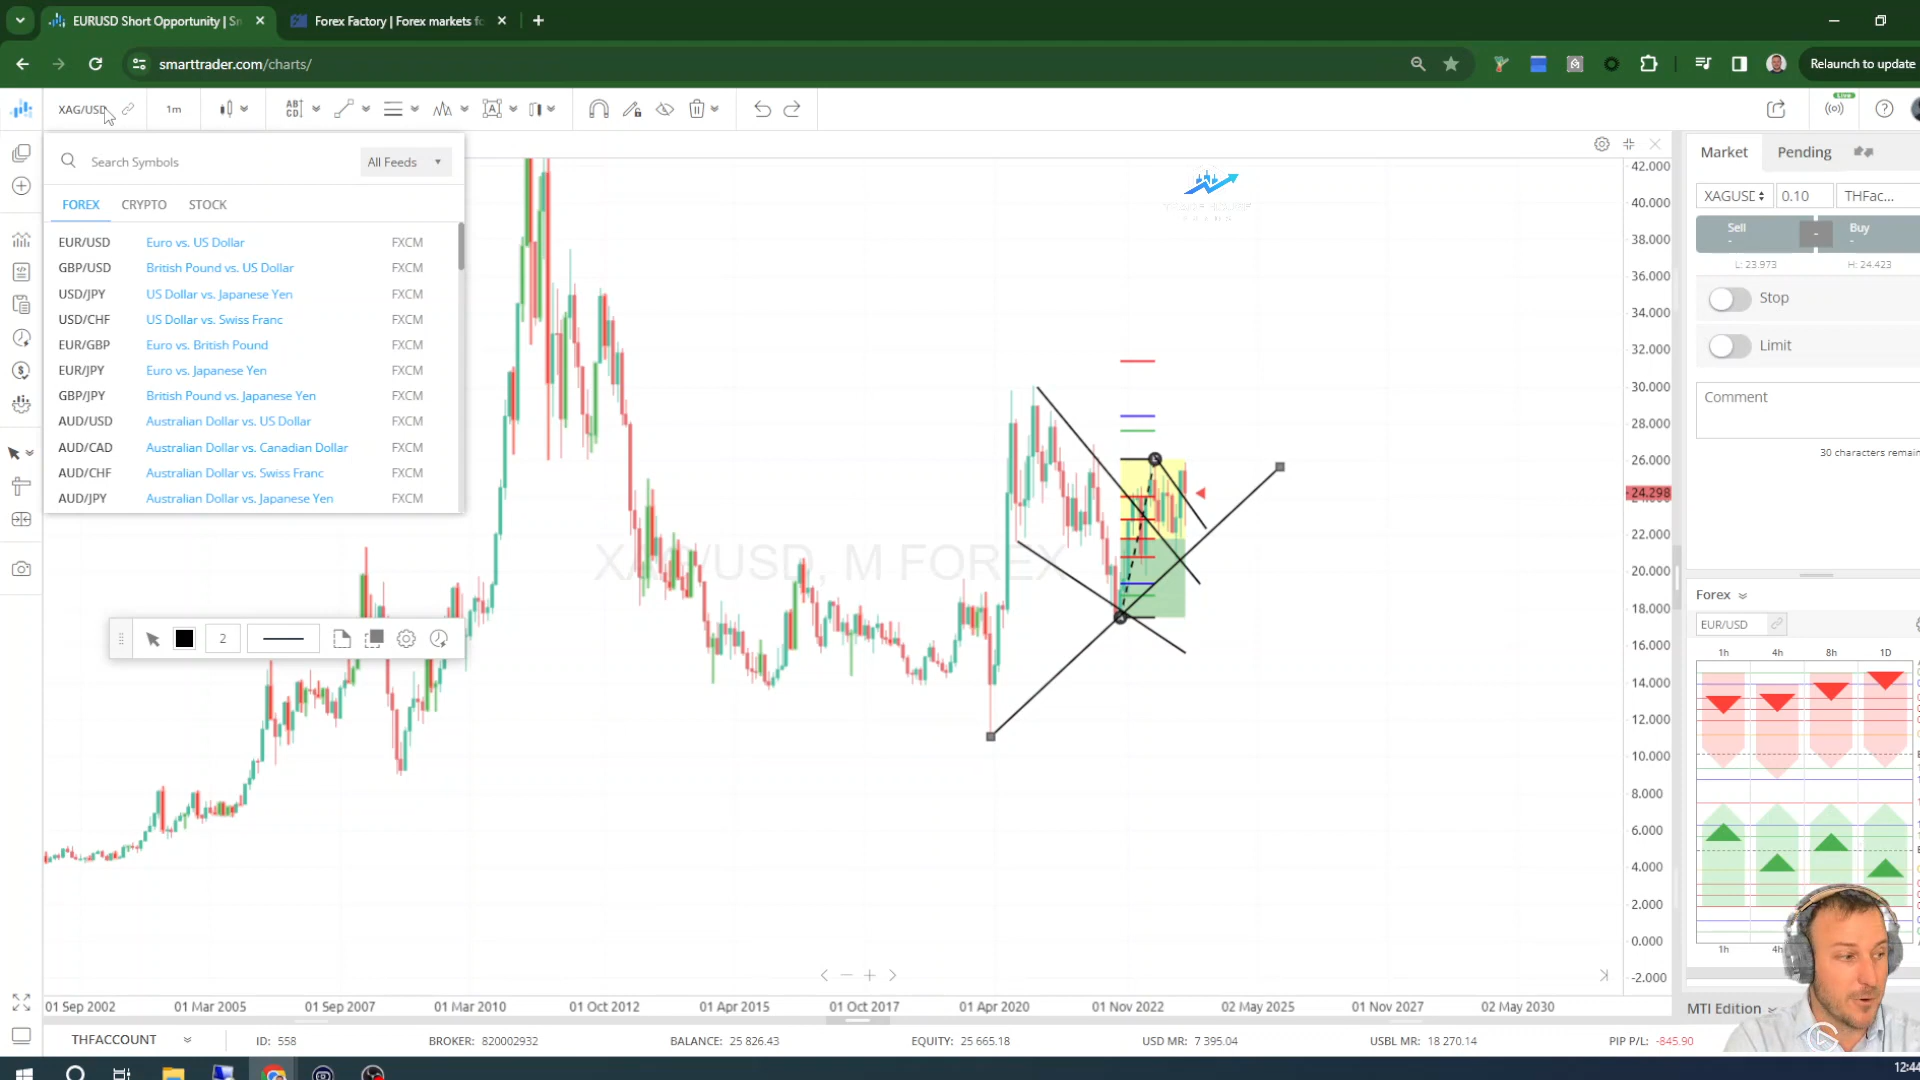 EURUSD Short Opportunity | Sm
Forex Factory | Forex markets fo
smarttrader.com/charts/
Relaunch to update
XAG/USD
1m
AB
CD
Live
Search Symbols
All Feeds
FOREX CRYPTO STOCK
EUR/USD Euro vs. US Dollar FXCM
GBP/USD British Pound vs. US Dollar FXCM
USD/JPY US Dollar vs. Japanese Yen FXCM
USD/CHF US Dollar vs. Swiss Franc FXCM
EUR/GBP Euro vs. British Pound FXCM
EUR/JPY Euro vs. Japanese Yen FXCM
GBP/JPY British Pound vs. Japanese Yen FXCM
AUD/USD Australian Dollar vs. US Dollar FXCM
AUD/CAD Australian Dollar vs. Canadian Dollar FXCM
AUD/CHF Australian Dollar vs. Swiss Franc FXCM
AUD/JPY Australian Dollar vs. Japanese Yen FXCM
2
XAG/USD, M FOREX
42.000
40.000
38.000
36.000
34.000
32.000
30.000
28.000
26.000
24.298
22.000
20.000
18.000
16.000
14.000
12.000
10.000
8.000
6.000
4.000
2.000
0.000
-2.000
01 Sep 2002 01 Mar 2005 01 Sep 2007 01 Mar 2010 01 Oct 2012 01 Apr 2015 01 Oct 2017 01 Apr 2020 01 Nov 2022 02 May 2025 01 Nov 2027 02 May 2030
Market Pending
XAGUSD 0.10 THFac...
Sell - Buy
- -
L: 23.973 H: 24.423
Stop
Limit
Comment
30 characters remain
Forex
EUR/USD
1h 4h 8h 1D
1h 4h
MTI Edition
THFACCOUNT ID: 558 BROKER: 820002932 BALANCE: 25 826.43 EQUITY: 25 665.18 USD MR: 7 395.04 USBL MR: 18 270.14 PIP P/L: -845.90
12:44